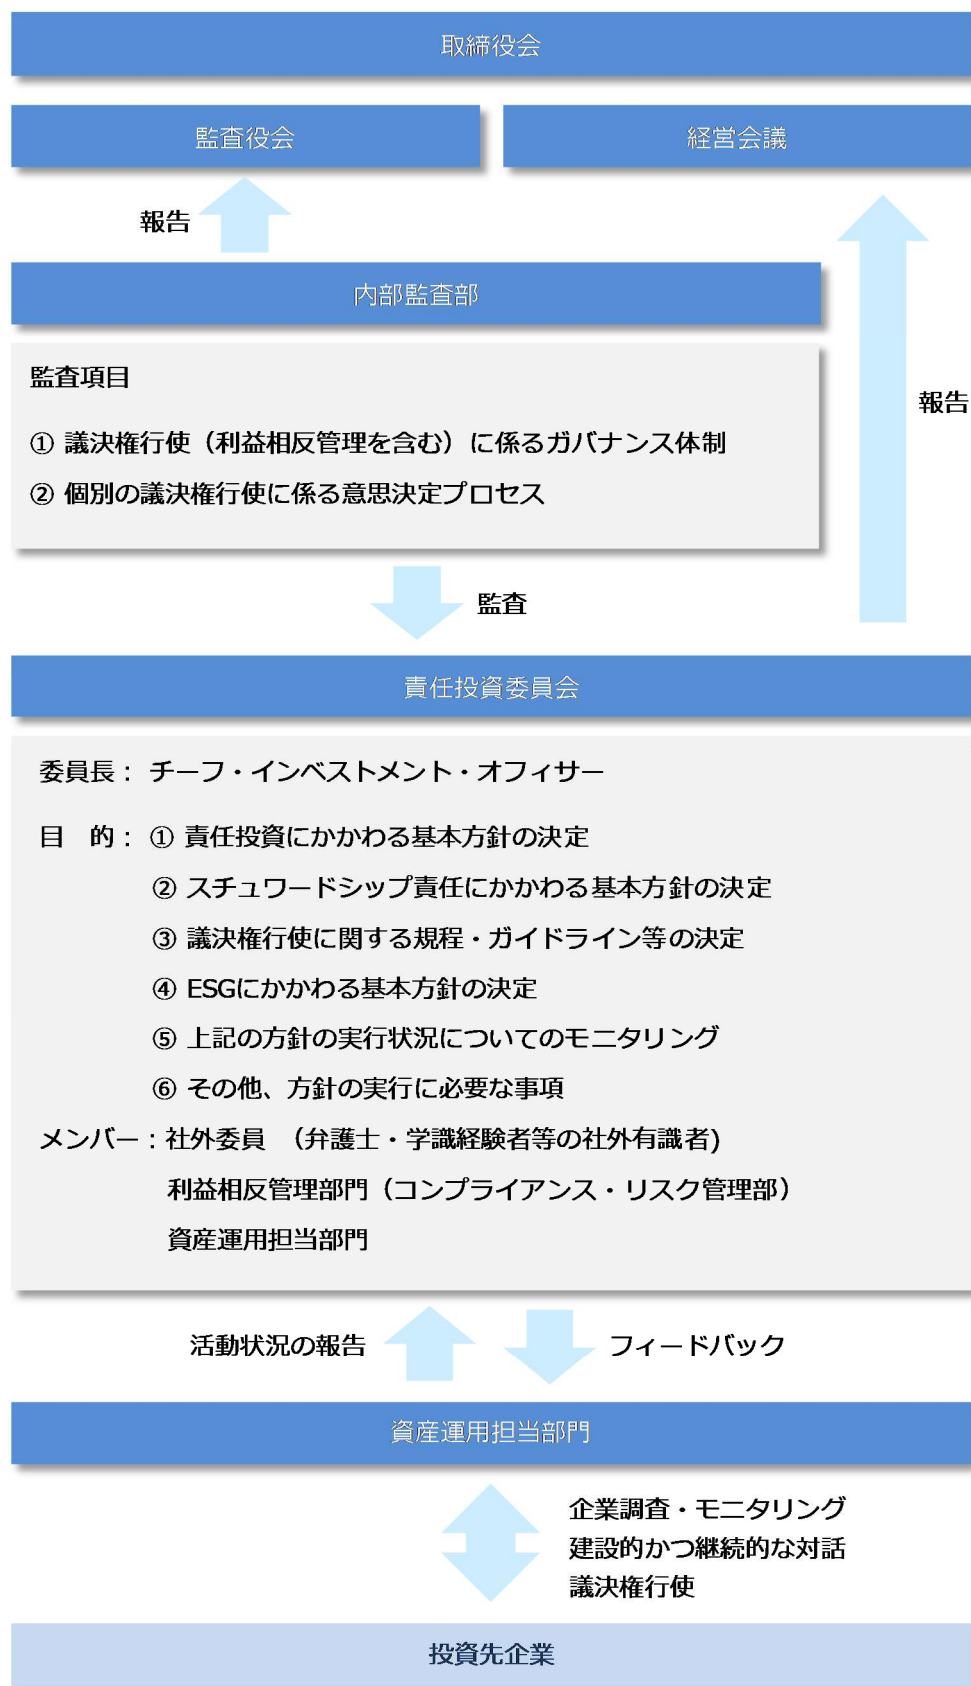 取締役会
監査役会
経営会議
報告
内部監査部
監査項目
① 議決権行使（利益相反管理を含む）に係るガバナンス体制
② 個別の議決権行使に係る意思決定プロセス
報告
監査
責任投資委員会
委員長： チーフ・インベストメント・オフィサー
目　的： ① 責任投資にかかわる基本方針の決定
② スチュワードシップ責任にかかわる基本方針の決定
③ 議決権行使に関する規程・ガイドライン等の決定
④ ESGにかかわる基本方針の決定
⑤ 上記の方針の実行状況についてのモニタリング
⑥ その他、方針の実行に必要な事項
メンバー：社外委員 （弁護士・学識経験者等の社外有識者)
利益相反管理部門（コンプライアンス・リスク管理部）
資産運用担当部門
活動状況の報告
フィードバック
資産運用担当部門
企業調査・モニタリング
建設的かつ継続的な対話
議決権行使
投資先企業